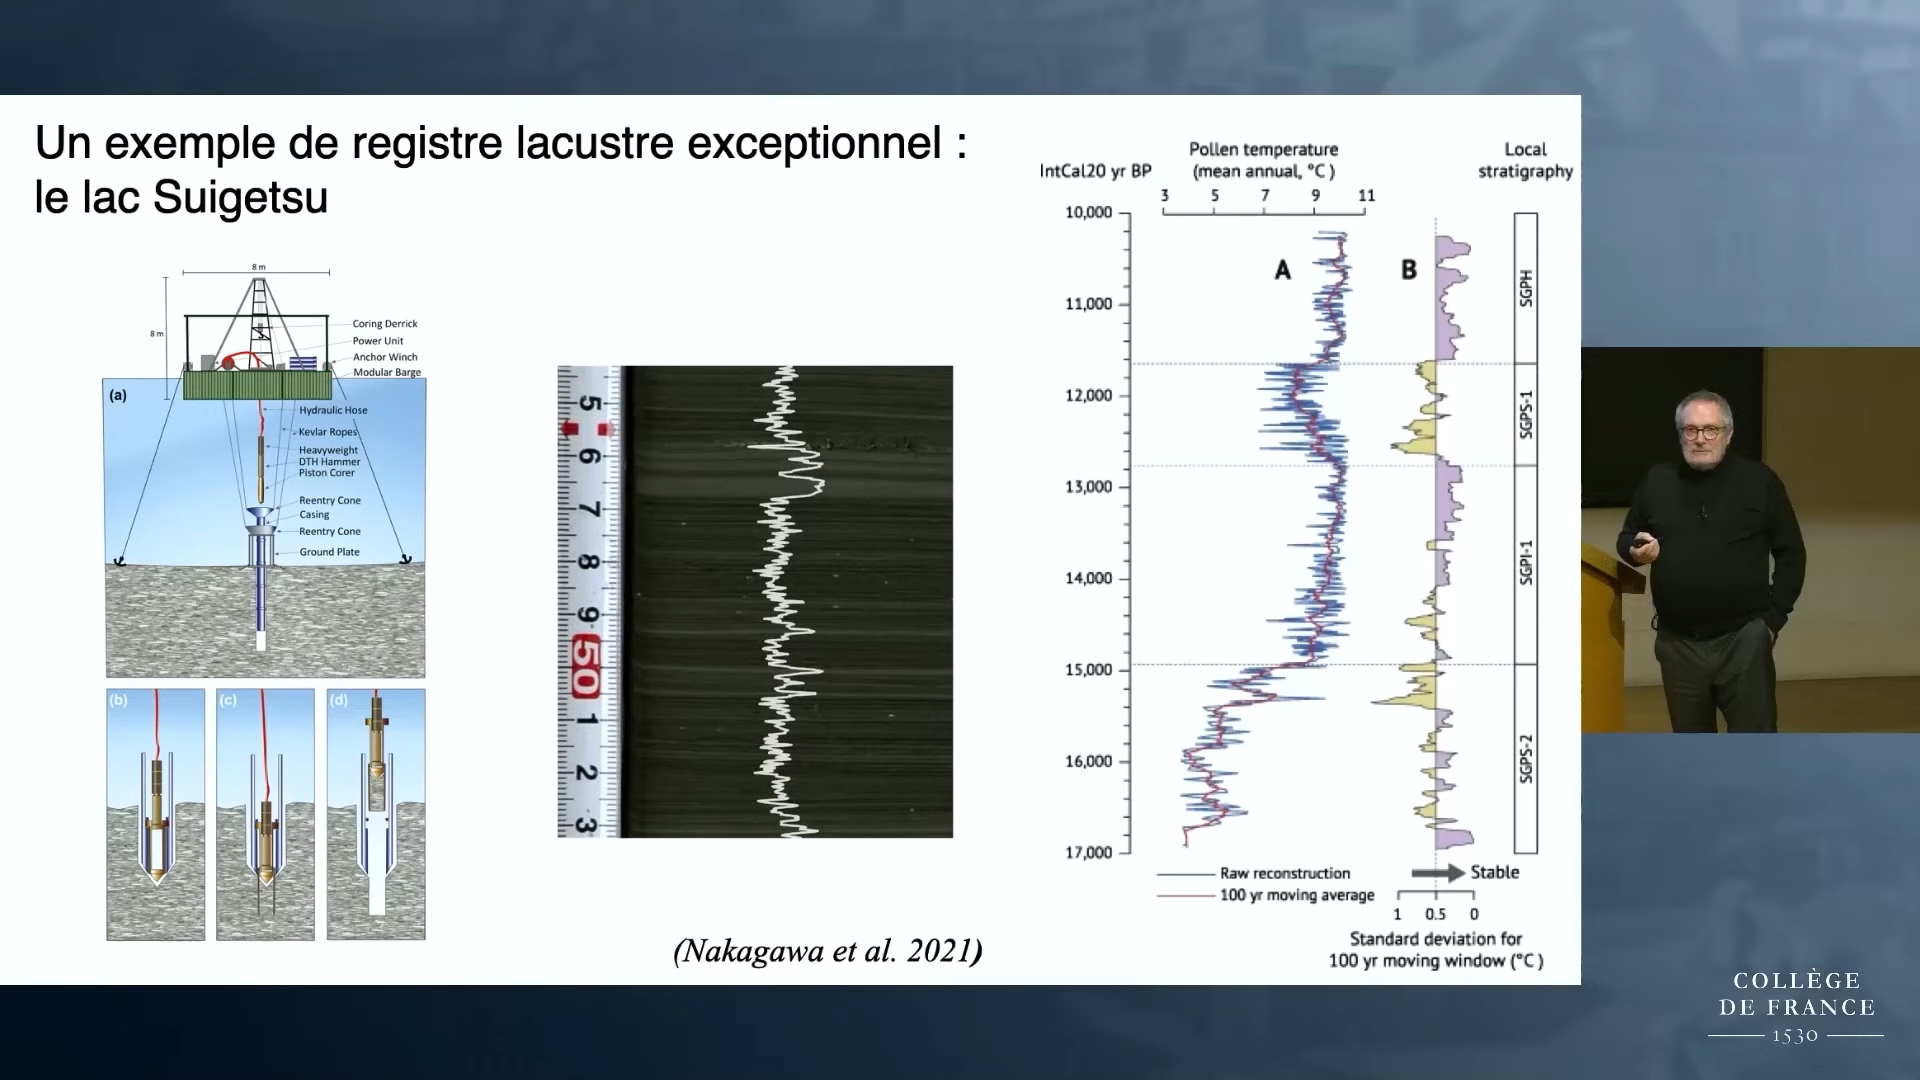 Un exemple de registre lacustre exceptionnel :
le lac Suigetsu
8 m
8 m
Coring Derrick
Power Unit
Anchor Winch
Modular Barge
(a)
Hydraulic Hose
Kevlar Ropes
Heavyweight
DTH Hammer
Piston Corer
Reentry Cone
Casing
Reentry Cone
Ground Plate
(b)
(c)
(d)
5
6
7
8
9
50
1
2
3
(Nakagawa et al. 2021)
IntCal20 yr BP
Pollen temperature
(mean annual, °C)
3 5 7 9 11
Local
stratigraphy
10,000
11,000
12,000
13,000
14,000
15,000
16,000
17,000
A
B
SGPH
SGPS-1
SGPI-1
SGPS-2
Raw reconstruction
100 yr moving average
Stable
1 0.5 0
Standard deviation for
100 yr moving window (°C)
COLLÈGE
DE FRANCE
1530